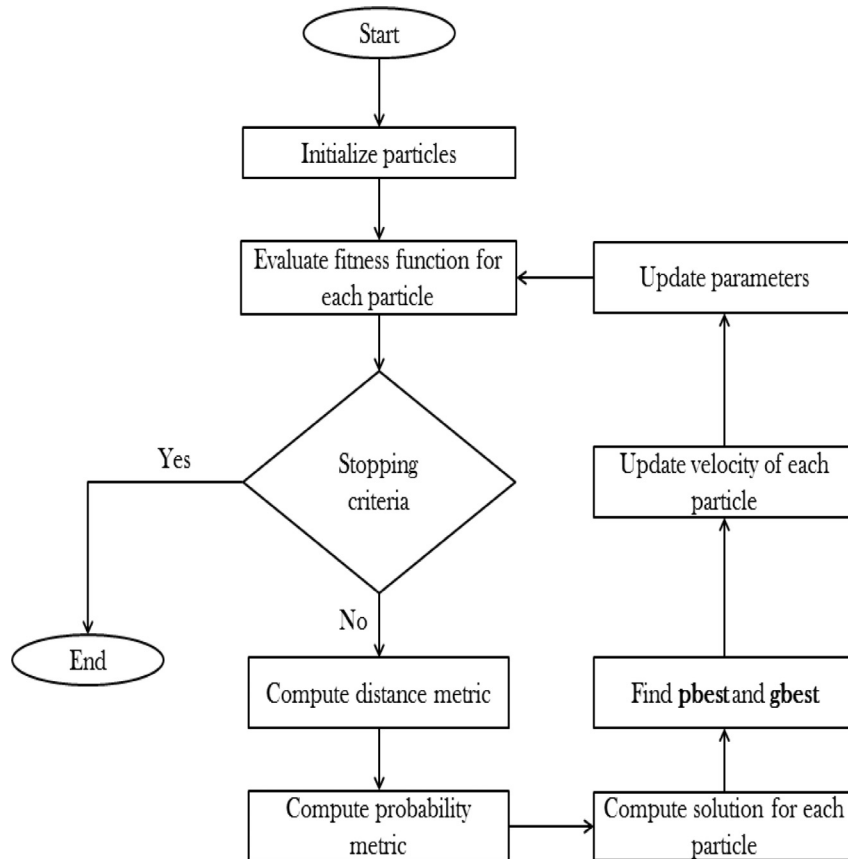 Start
Initialize particles
Evaluate fitness function for
each particle
Update parameters
Yes
Stopping
criteria
Update velocity of each
particle
No
End
Compute distance metric
Find pbest and gbest
Compute probability
metric
Compute solution for each
particle